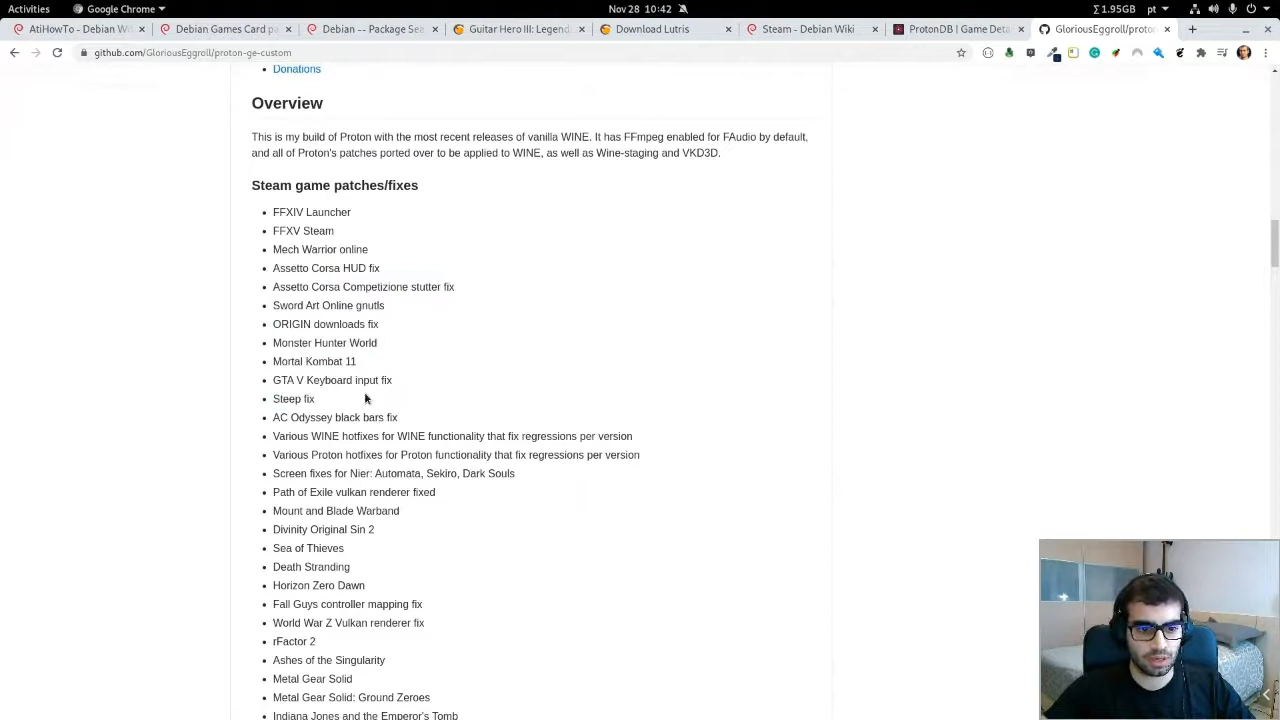 Activities Google Chrome Nov 28 10:42 Σ 1.95GB pt
AtiHowTo - Debian W
Debian Games Card pa
Debian -- Package Sea
Guitar Hero III: Legend
Download Lutris
Steam - Debian Wiki
ProtonDB | Game Deta
GloriousEggroll/proton
github.com/GloriousEggroll/proton-ge-custom
Donations
Overview
This is my build of Proton with the most recent releases of vanilla WINE. It has FFmpeg enabled for FAudio by default,
and all of Proton's patches ported over to be applied to WINE, as well as Wine-staging and VKD3D.
Steam game patches/fixes
FFXIV Launcher
FFXV Steam
Mech Warrior online
Assetto Corsa HUD fix
Assetto Corsa Competizione stutter fix
Sword Art Online gnutls
ORIGIN downloads fix
Monster Hunter World
Mortal Kombat 11
GTA V Keyboard input fix
Steep fix
AC Odyssey black bars fix
Various WINE hotfixes for WINE functionality that fix regressions per version
Various Proton hotfixes for Proton functionality that fix regressions per version
Screen fixes for Nier: Automata, Sekiro, Dark Souls
Path of Exile vulkan renderer fixed
Mount and Blade Warband
Divinity Original Sin 2
Sea of Thieves
Death Stranding
Horizon Zero Dawn
Fall Guys controller mapping fix
World War Z Vulkan renderer fix
rFactor 2
Ashes of the Singularity
Metal Gear Solid
Metal Gear Solid: Ground Zeroes
Indiana Jones and the Emperor's Tomb